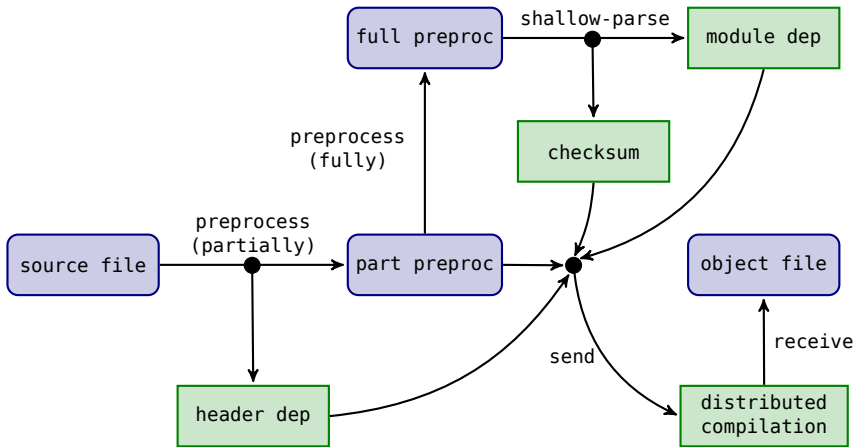 shallow-parse
full preproc
module dep
preprocess
(fully)
checksum
preprocess
(partially)
source file
part preproc
object file
send
receive
header dep
distributed
compilation